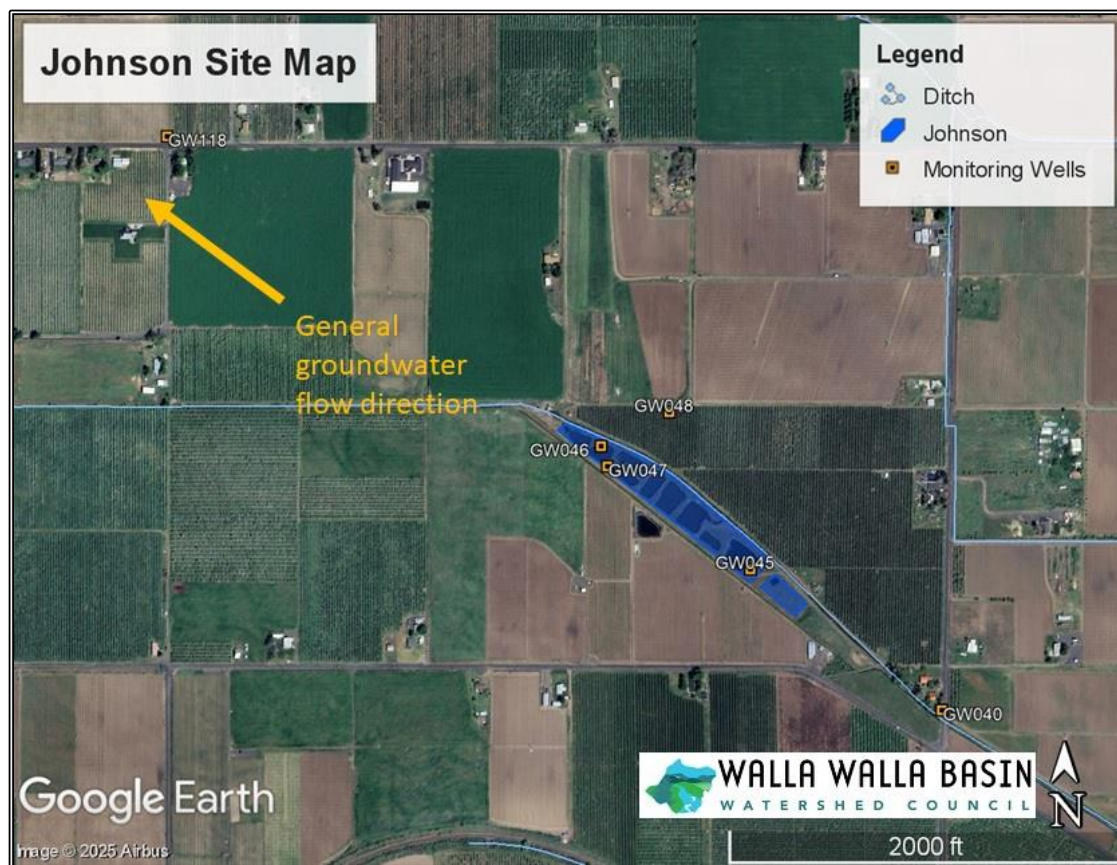 Johnson Site Map
Legend
Ditch
Johnson
Monitoring Wells
GW118
General
groundwater
flow direction
GW048
GW046
GW047
GW045
GW040
WALLA WALLA BASIN
WATERSHED COUNCIL
N
Google Earth
Image © 2025 Airbus
2000 ft